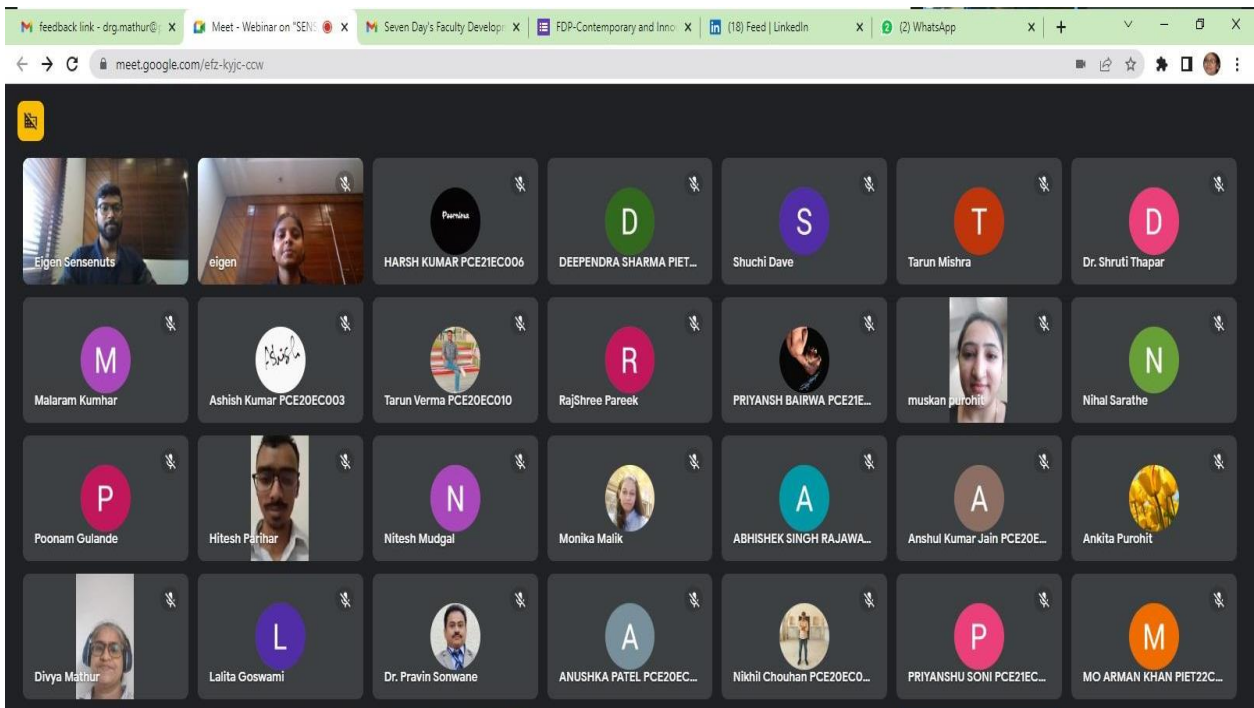 feedback link - drg.mathur@g
Meet - Webinar on "SENS
Seven Day's Faculty Develop
FDP-Contemporary and Inno
(18) Feed | LinkedIn
(2) WhatsApp
meet.google.com/efz-kyjc-ccw
Eigen Sensenuts
eigen
Poornima
HARSH KUMAR PCE21EC006
D
DEEPENDRA SHARMA PIET...
S
Shuchi Dave
T
Tarun Mishra
D
Dr. Shruti Thapar
M
Malaram Kumhar
Ashish
Ashish Kumar PCE20EC003
Tarun Verma PCE20EC010
R
RajShree Pareek
PRIYANSH BAIRWA PCE21E...
muskan purohit
N
Nihal Sarathe
P
Poonam Gulande
Hitesh Parihar
N
Nitesh Mudgal
Monika Malik
A
ABHISHEK SINGH RAJAWA...
A
Anshul Kumar Jain PCE20E...
Ankita Purohit
Divya Mathur
L
Lalita Goswami
Dr. Pravin Sonwane
A
ANUSHKA PATEL PCE20EC...
Nikhil Chouhan PCE20ECO...
P
PRIYANSHU SONI PCE21EC...
M
MO ARMAN KHAN PIET22C...